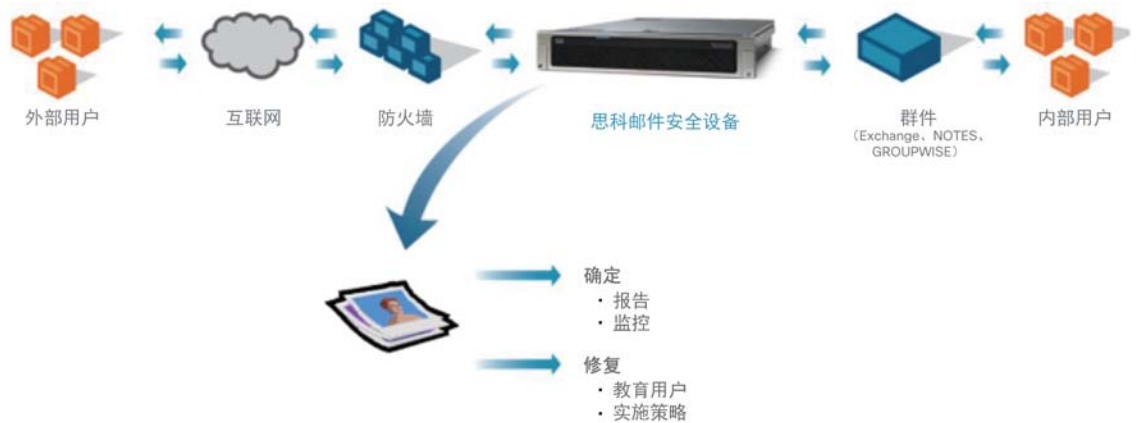 外部用户
互联网
防火墙
思科邮件安全设备
群件
（Exchange、NOTES、
GROUPWISE）
内部用户
确定
· 报告
· 监控
修复
· 教育用户
· 实施策略